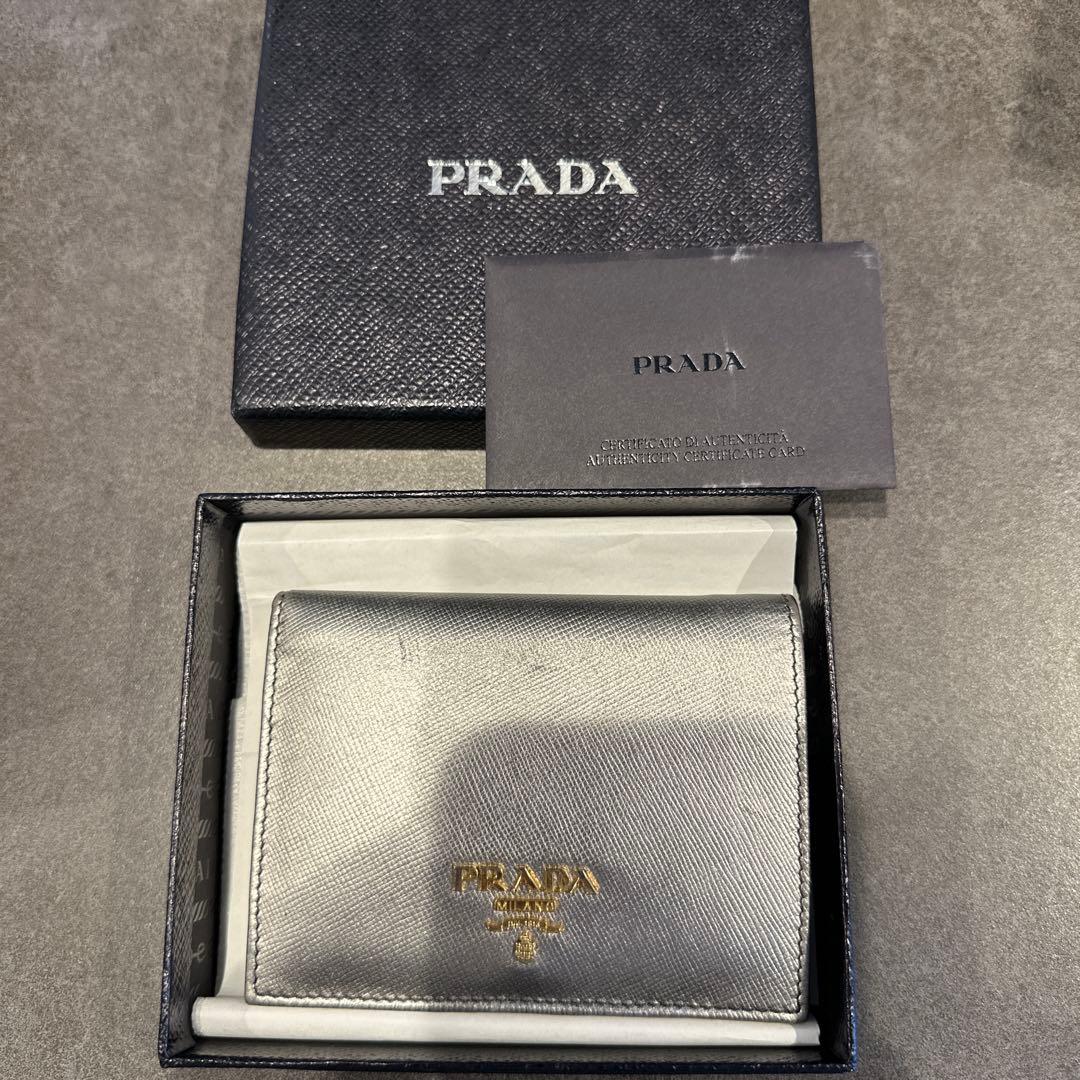 PRADA
PRADA
CERTIFICATO DI AUTENTICITÀ
AUTHENTICITY CERTIFICATE CARD
PRADA
MILANO